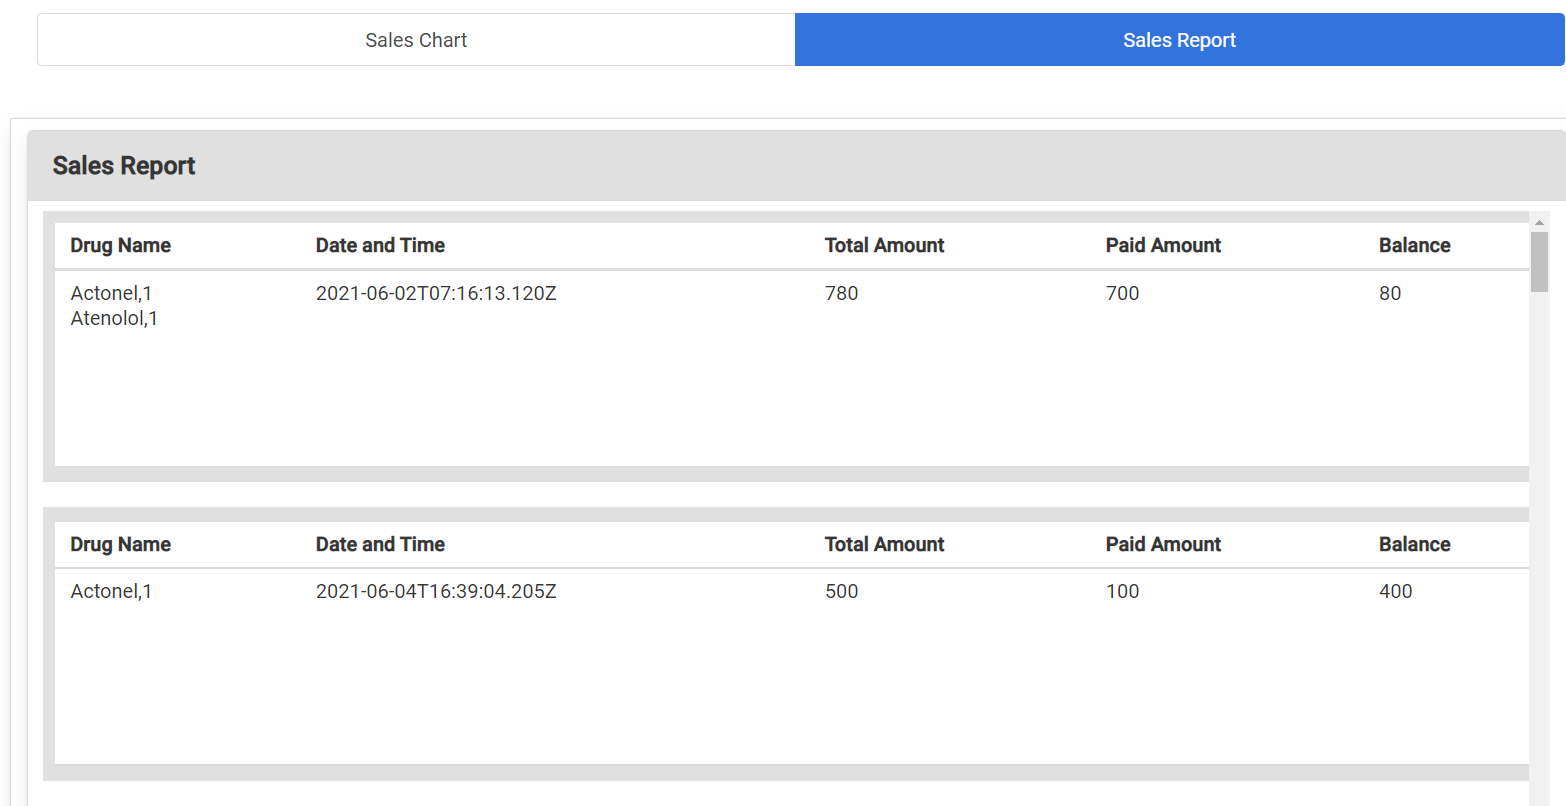 Sales Chart Sales Report
Sales Report
Drug Name Date and Time Total Amount Paid Amount Balance
Actonel,1 2021-06-02T07:16:13.120Z 780 700 80
Atenolol,1
Drug Name Date and Time Total Amount Paid Amount Balance
Actonel,1 2021-06-04T16:39:04.205Z 500 100 400